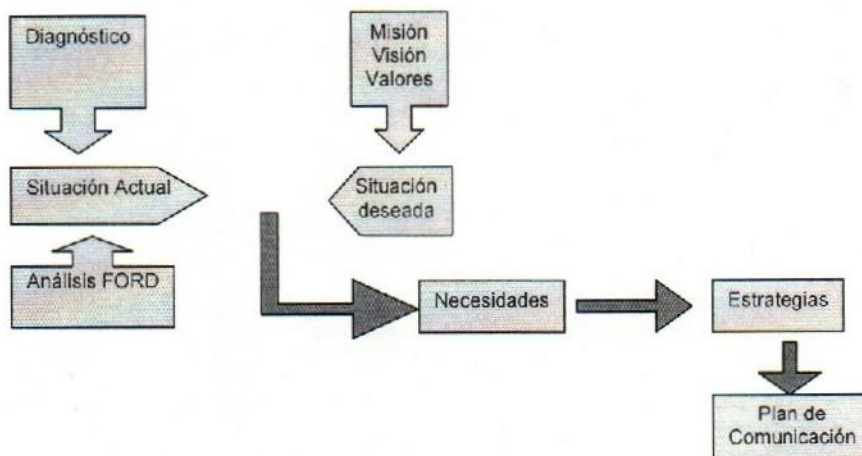 Diagnóstico
Misión
Visión
Valores
Situación Actual
Situación
deseada
Análisis FORD
Necesidades
Estrategias
Plan de
Comunicación